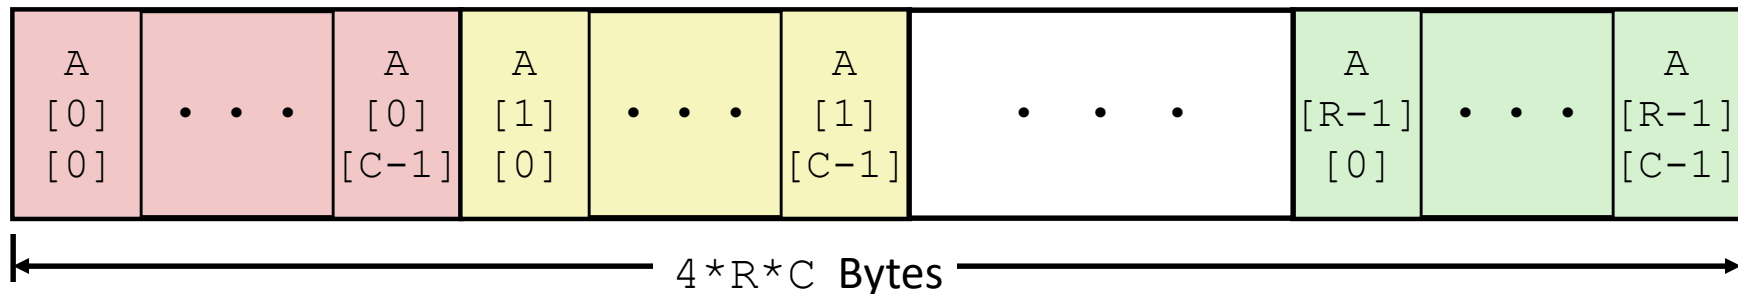 A
[0]
[0]
• • •
A
[0]
[C-1]
A
[1]
[0]
• • •
A
[1]
[C-1]
• • •
A
[R-1]
[0]
• • •
A
[R-1]
[C-1]
4*R*C Bytes